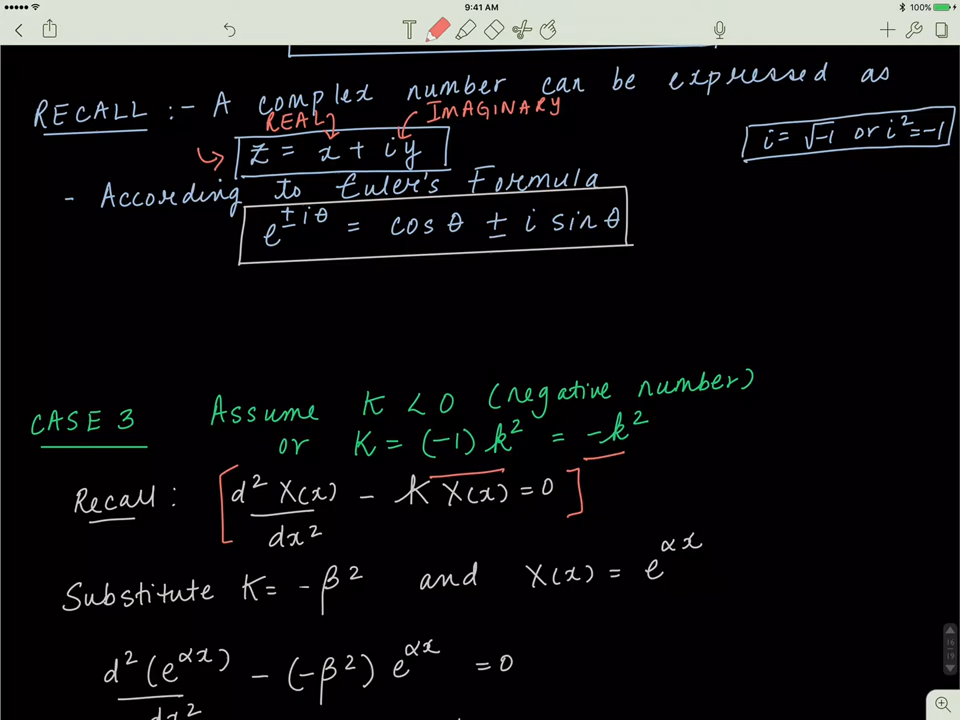 9:41 AM
100%
T
RECALL :- A complex number can be expressed as
REAL IMAGINARY
z = x + iy
i = √-1 or i² = -1
- According to Euler's Formula
e^±iθ = cos θ ± i sin θ
CASE 3 Assume K < 0 (negative number)
or K = (-1) k² = -k²
Recall : [ d² X(x) / dx² - K X(x) = 0 ]
Substitute K = -β² and X(x) = e^αx
d² (e^αx) / dx² - (-β²) e^αx = 0
16
19